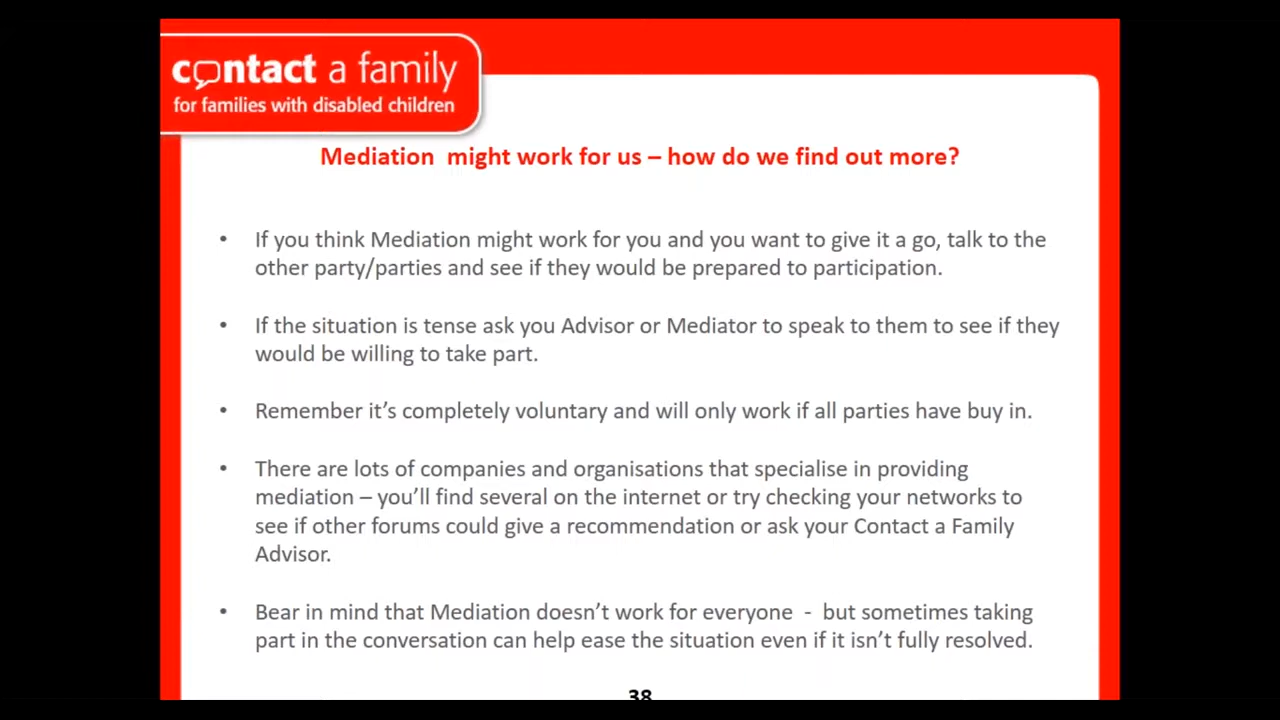 contact a family
for families with disabled children
Mediation  might work for us – how do we find out more?
• If you think Mediation might work for you and you want to give it a go, talk to the
other party/parties and see if they would be prepared to participation.
• If the situation is tense ask you Advisor or Mediator to speak to them to see if they
would be willing to take part.
• Remember it’s completely voluntary and will only work if all parties have buy in.
• There are lots of companies and organisations that specialise in providing
mediation – you’ll find several on the internet or try checking your networks to
see if other forums could give a recommendation or ask your Contact a Family
Advisor.
• Bear in mind that Mediation doesn’t work for everyone  -  but sometimes taking
part in the conversation can help ease the situation even if it isn’t fully resolved.
38